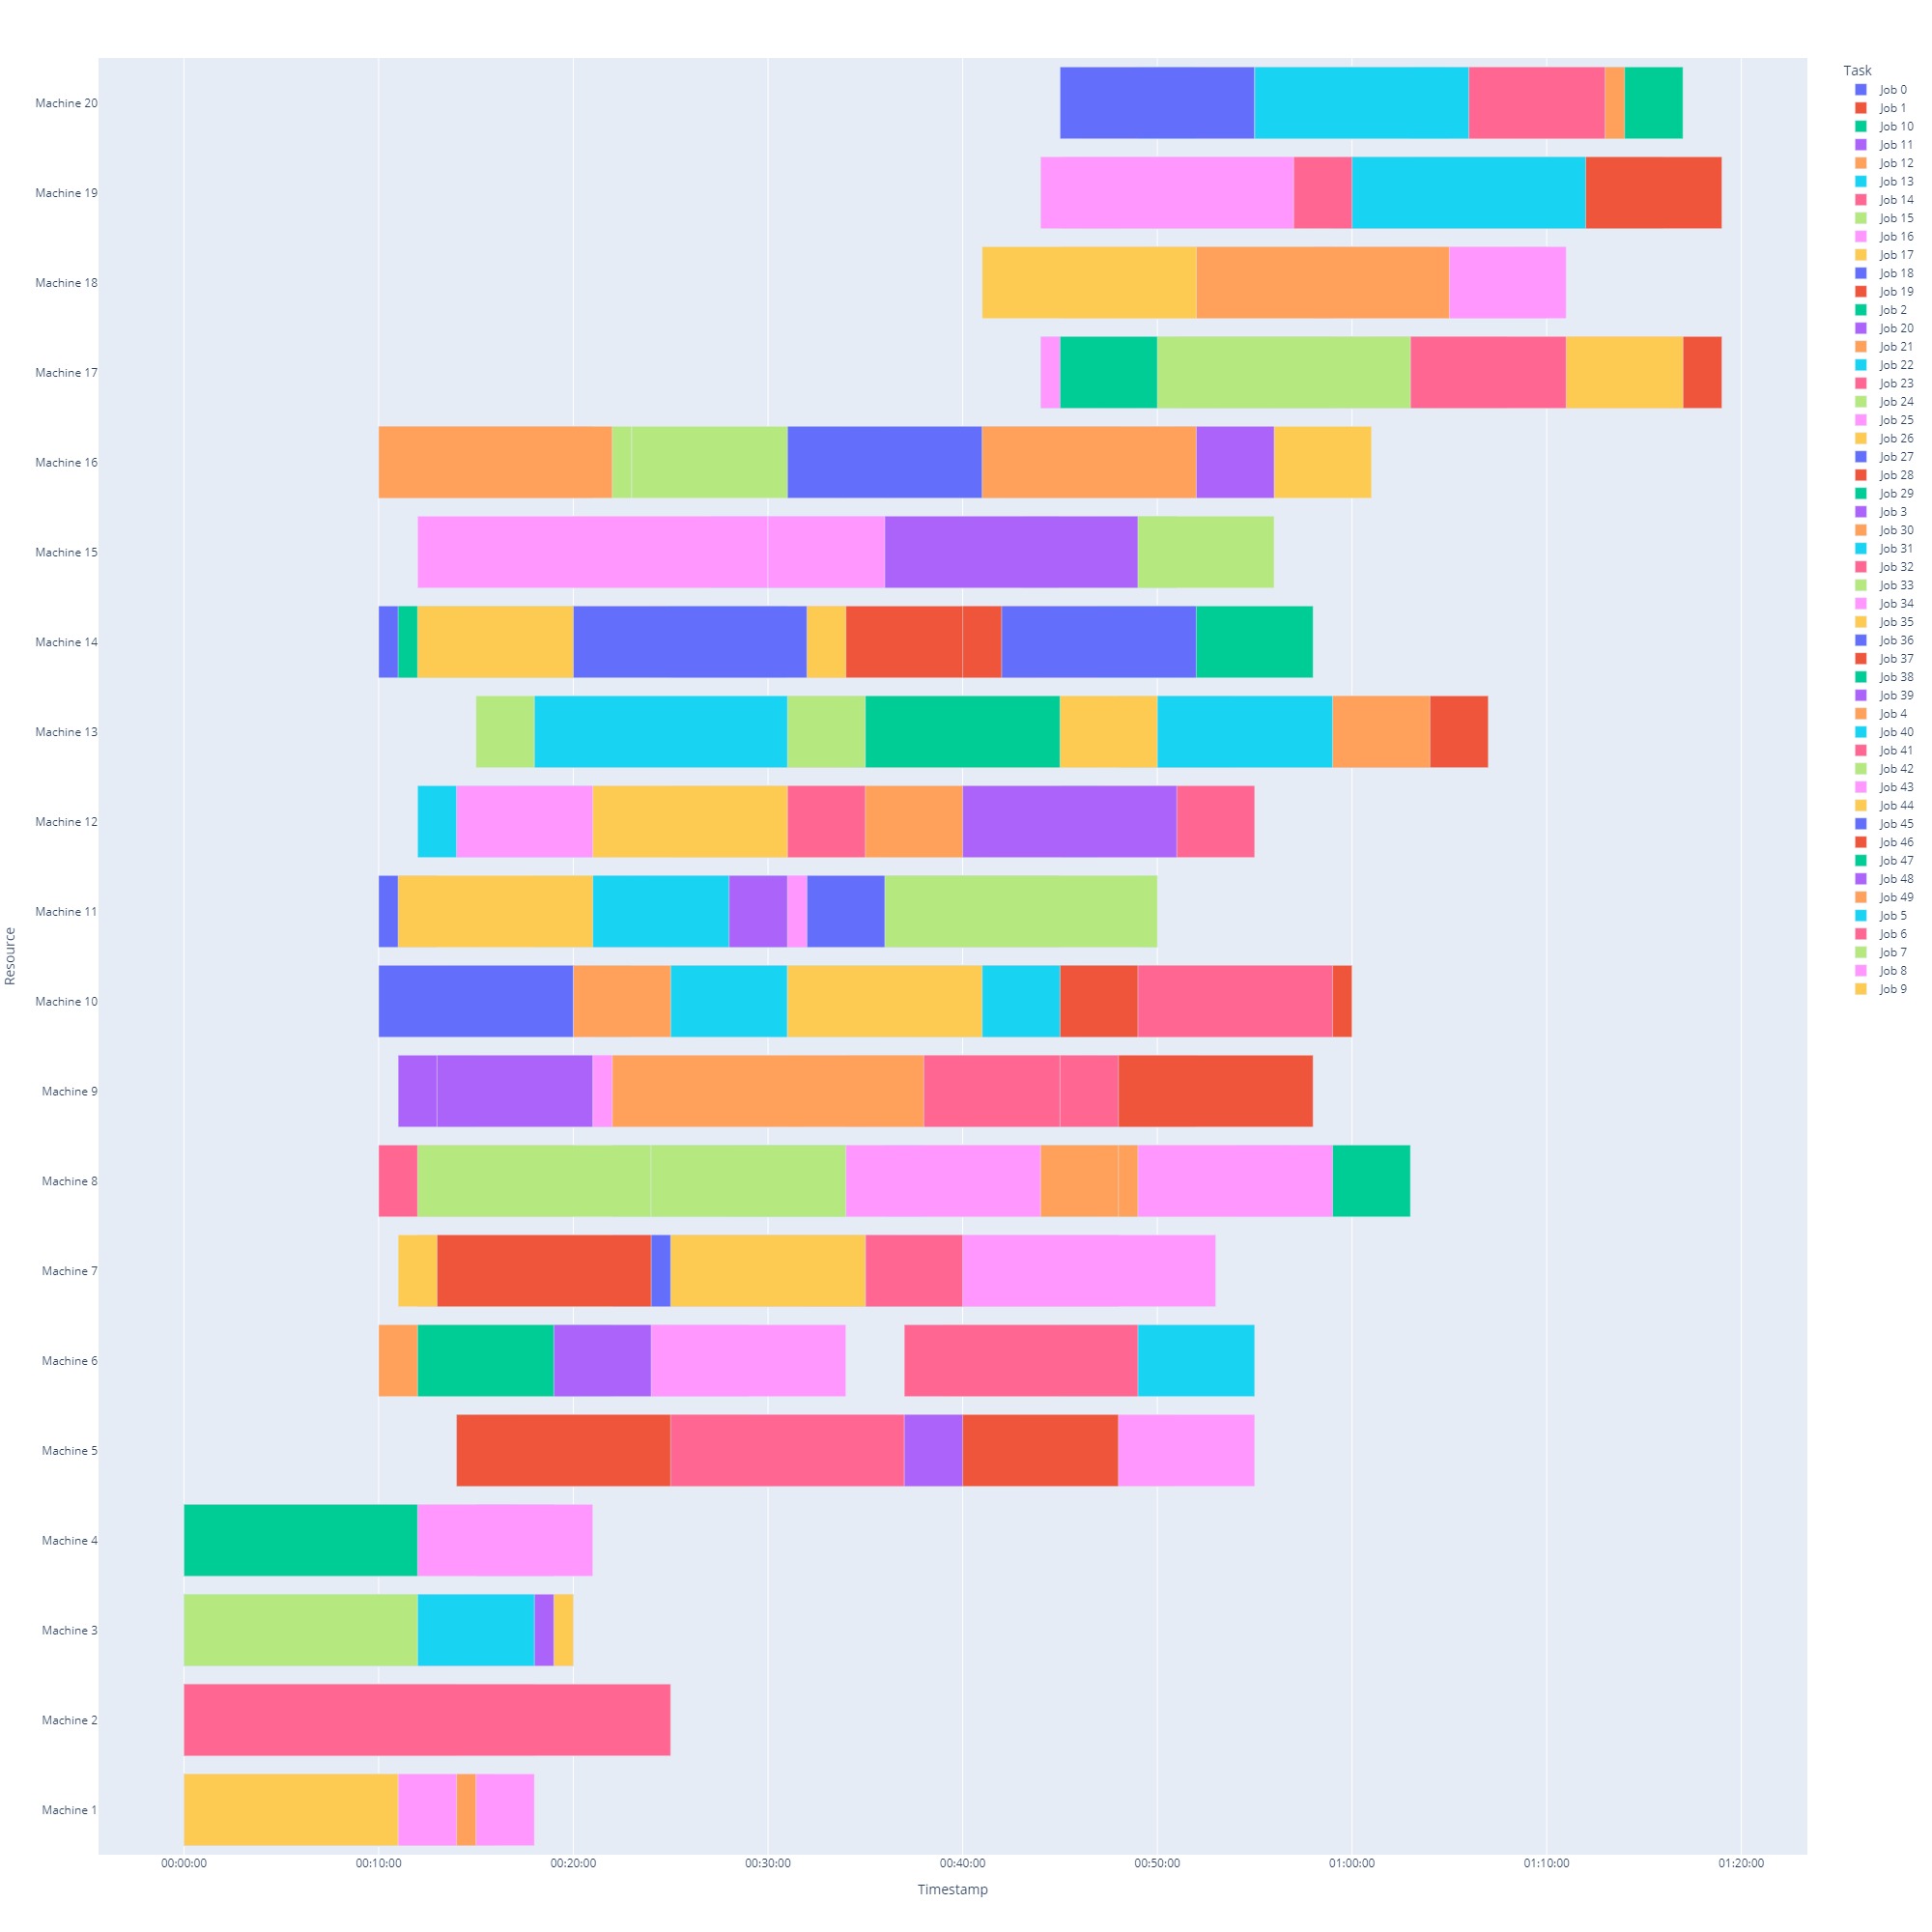 Machine 20
Machine 19
Machine 18
Machine 17
Machine 16
Machine 15
Machine 14
Machine 13
Machine 12
Machine 11
Machine 10
Machine 9
Machine 8
Machine 7
Machine 6
Machine 5
Machine 4
Machine 3
Machine 2
Machine 1
Resource
00:00:00 00:10:00 00:20:00 00:30:00 00:40:00 00:50:00 01:00:00 01:10:00 01:20:00
Timestamp
Task
Job 0
Job 1
Job 10
Job 11
Job 12
Job 13
Job 14
Job 15
Job 16
Job 17
Job 18
Job 19
Job 2
Job 20
Job 21
Job 22
Job 23
Job 24
Job 25
Job 26
Job 27
Job 28
Job 29
Job 3
Job 30
Job 31
Job 32
Job 33
Job 34
Job 35
Job 36
Job 37
Job 38
Job 39
Job 4
Job 40
Job 41
Job 42
Job 43
Job 44
Job 45
Job 46
Job 47
Job 48
Job 49
Job 5
Job 6
Job 7
Job 8
Job 9